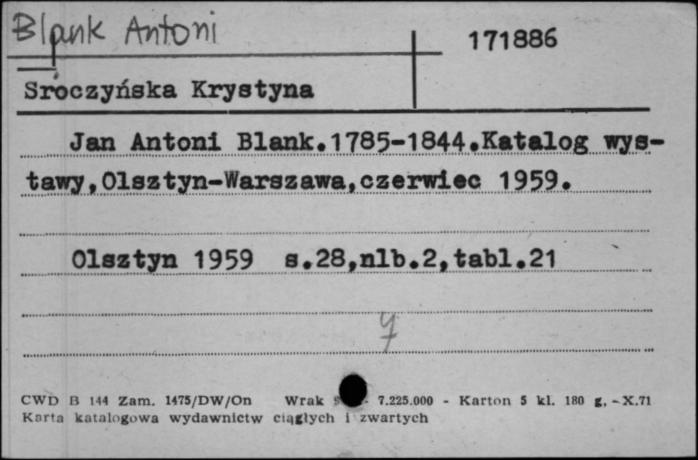 Blank Antoni
171886
Sroczyńska Krystyna
Jan Antoni Blank.1785-1844.Katalog wys-
tawy,Olsztyn-Warszawa,czerwiec 1959.
Olsztyn 1959 s.28,nlb.2,tabl.21
y
CWD B 144 Zam. 1475/DW/On Wrak - 7.225.000 - Karton 5 kl. 180 g. -X.71
Karta katalogowa wydawnictw ciągłych i zwartych